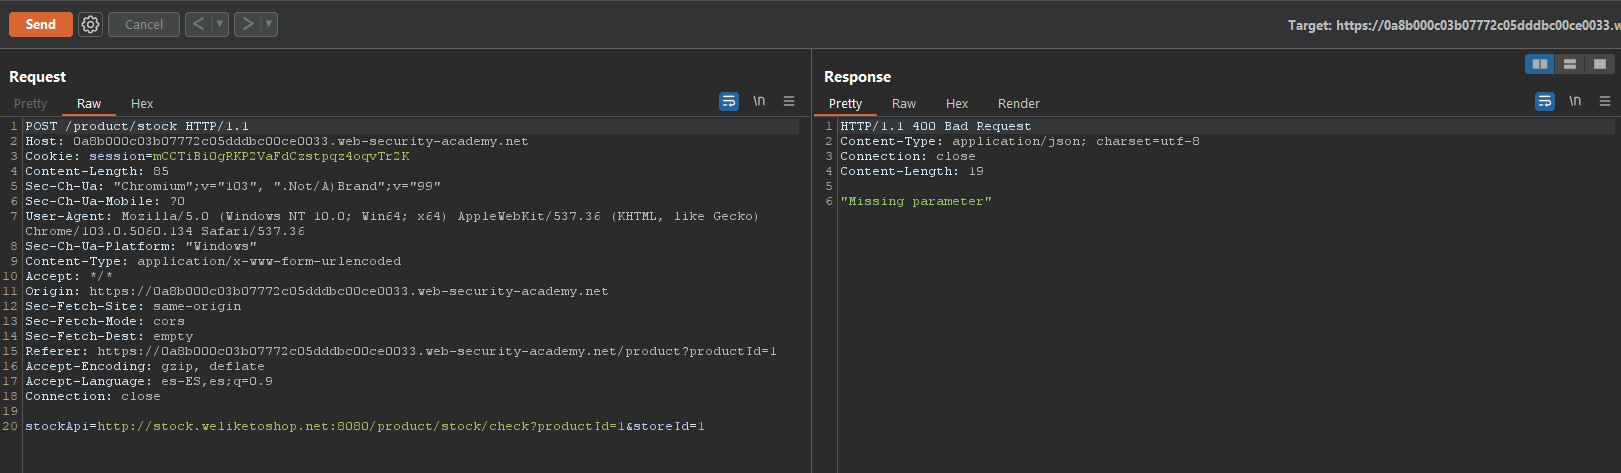 Send
Cancel
Target: https://0a8b000c03b07772c05dddbc00ce0033.w
Request
Pretty Raw Hex
\n
1 POST /product/stock HTTP/1.1
2 Host: 0a8b000c03b07772c05dddbc00ce0033.web-security-academy.net
3 Cookie: session=mCCTiBiOgRKP2VaFdCzstpqz4oqvTr2K
4 Content-Length: 85
5 Sec-Ch-Ua: "Chromium";v="103", ".Not/A)Brand";v="99"
6 Sec-Ch-Ua-Mobile: ?0
7 User-Agent: Mozilla/5.0 (Windows NT 10.0; Win64; x64) AppleWebKit/537.36 (KHTML, like Gecko)
Chrome/103.0.5060.134 Safari/537.36
8 Sec-Ch-Ua-Platform: "Windows"
9 Content-Type: application/x-www-form-urlencoded
10 Accept: */*
11 Origin: https://0a8b000c03b07772c05dddbc00ce0033.web-security-academy.net
12 Sec-Fetch-Site: same-origin
13 Sec-Fetch-Mode: cors
14 Sec-Fetch-Dest: empty
15 Referer: https://0a8b000c03b07772c05dddbc00ce0033.web-security-academy.net/product?productId=1
16 Accept-Encoding: gzip, deflate
17 Accept-Language: es-ES,es;q=0.9
18 Connection: close
19
20 stockApi=http://stock.weliketoshop.net:8080/product/stock/check?productId=1&storeId=1
Response
Pretty Raw Hex Render
\n
1 HTTP/1.1 400 Bad Request
2 Content-Type: application/json; charset=utf-8
3 Connection: close
4 Content-Length: 19
5
6 "Missing parameter"